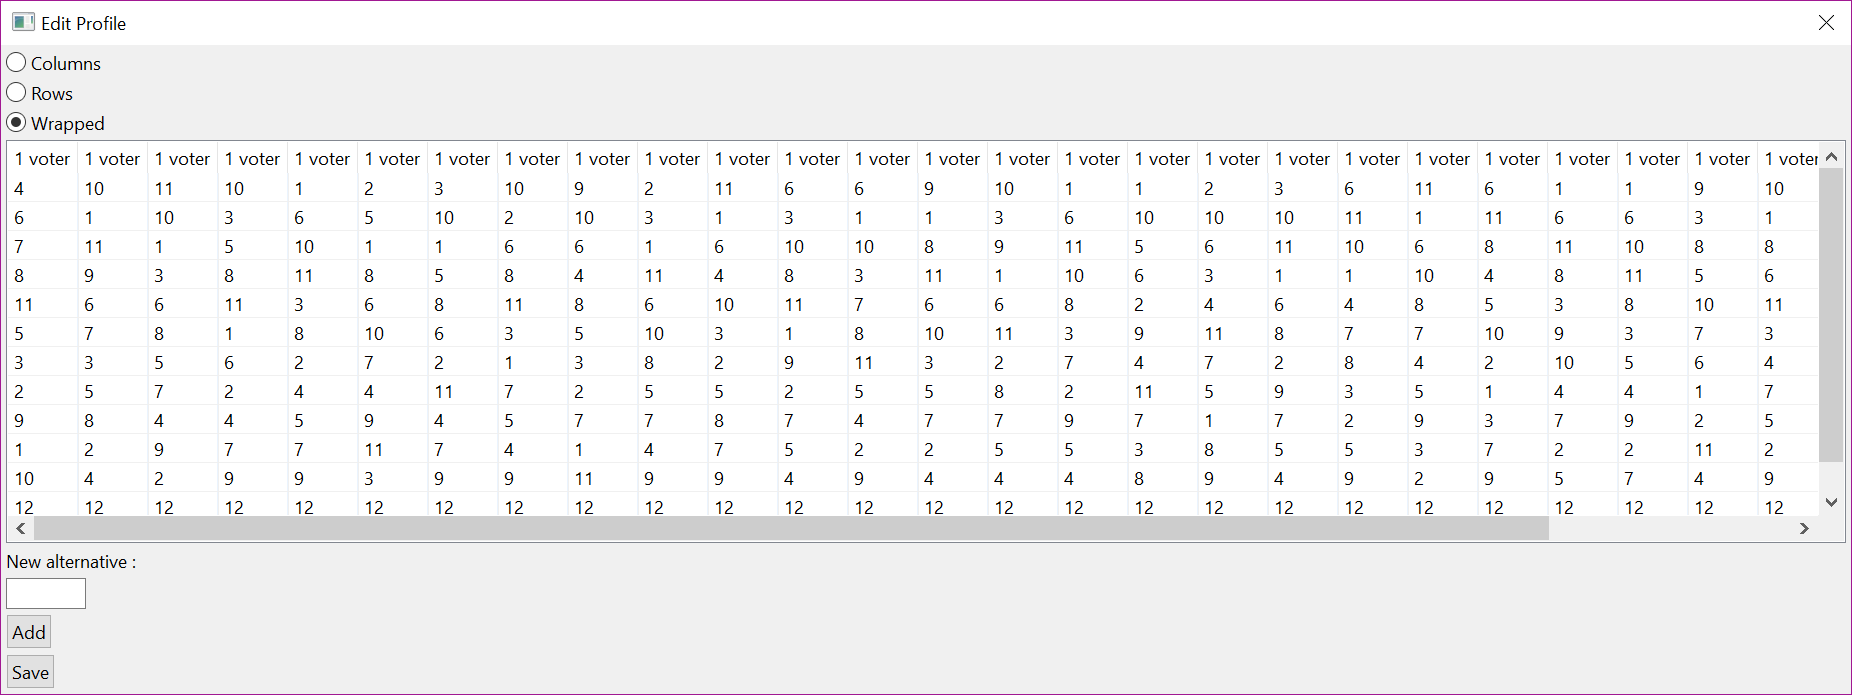 Edit Profile
Columns
Rows
Wrapped
1 voter 1 voter 1 voter 1 voter 1 voter 1 voter 1 voter 1 voter 1 voter 1 voter 1 voter 1 voter 1 voter 1 voter 1 voter 1 voter 1 voter 1 voter 1 voter 1 voter 1 voter 1 voter 1 voter 1 voter 1 voter 1 voter
4 10 11 10 1 2 3 10 9 2 11 6 6 9 10 1 1 2 3 6 11 6 1 1 9 10
6 1 10 3 6 5 10 2 10 3 1 3 1 1 3 6 10 10 10 11 1 11 6 6 3 1
7 11 1 5 10 1 1 6 6 1 6 10 10 8 9 11 5 6 11 10 6 8 11 10 8 8
8 9 3 8 11 8 5 8 4 11 4 8 3 11 1 10 6 3 1 1 10 4 8 11 5 6
11 6 6 11 3 6 8 11 8 6 10 11 7 6 6 8 2 4 6 4 8 5 3 8 10 11
5 7 8 1 8 10 6 3 5 10 3 1 8 10 11 3 9 11 8 7 7 10 9 3 7 3
3 3 5 6 2 7 2 1 3 8 2 9 11 3 2 7 4 7 2 8 4 2 10 5 6 4
2 5 7 2 4 4 11 7 2 5 5 2 5 5 8 2 11 5 9 3 5 1 4 4 1 7
9 8 4 4 5 9 4 5 7 7 8 7 4 7 7 9 7 1 7 2 9 3 7 9 2 5
1 2 9 7 7 11 7 4 1 4 7 5 2 2 5 5 3 8 5 5 3 7 2 2 11 2
10 4 2 9 9 3 9 9 11 9 9 4 9 4 4 4 8 9 4 9 2 9 5 7 4 9
12 12 12 12 12 12 12 12 12 12 12 12 12 12 12 12 12 12 12 12 12 12 12 12 12 12
New alternative :
Add
Save